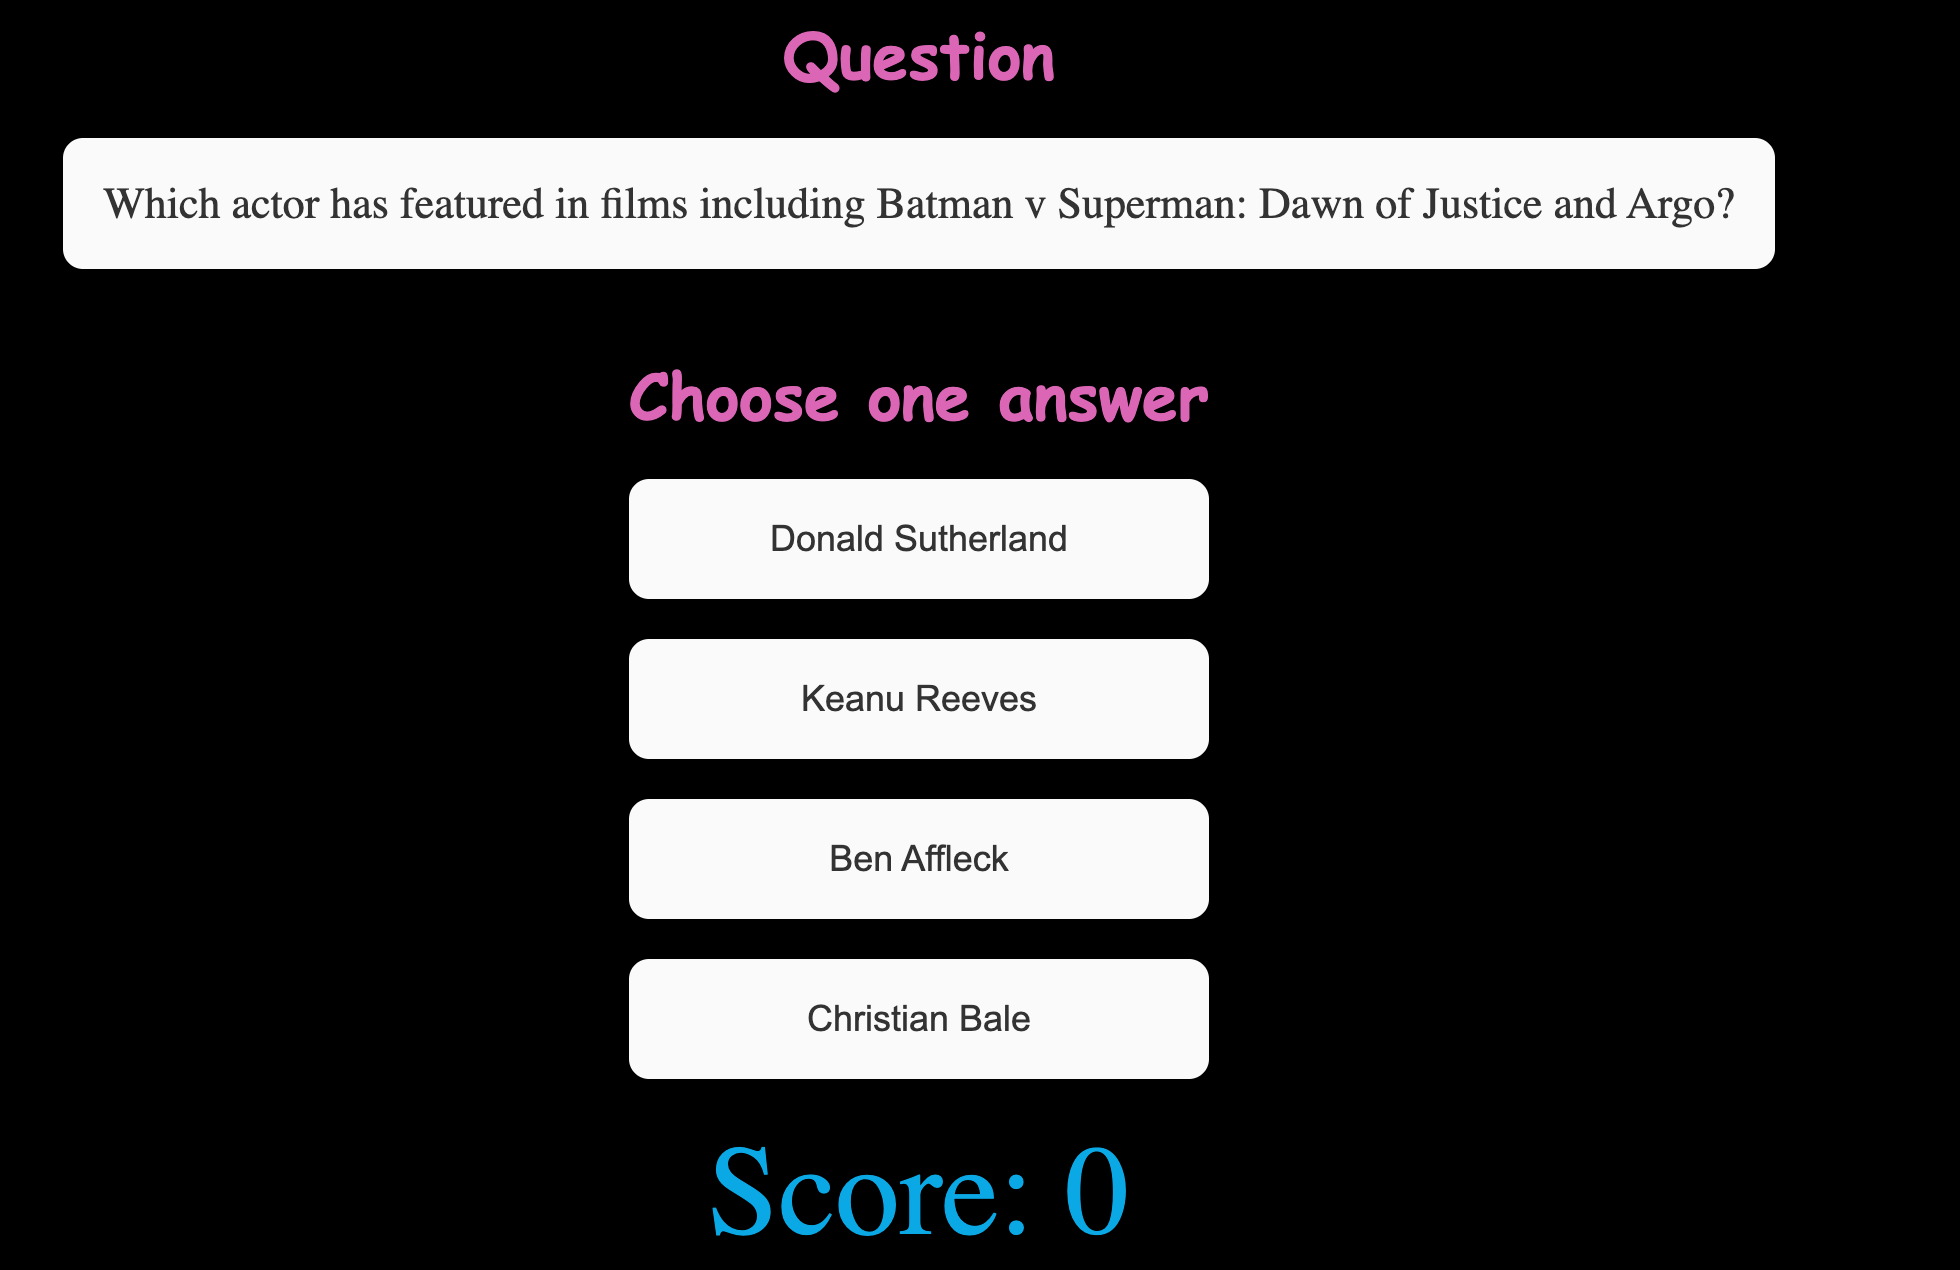 Question
Which actor has featured in films including Batman v Superman: Dawn of Justice and Argo?
Choose one answer
Donald Sutherland
Keanu Reeves
Ben Affleck
Christian Bale
Score: 0